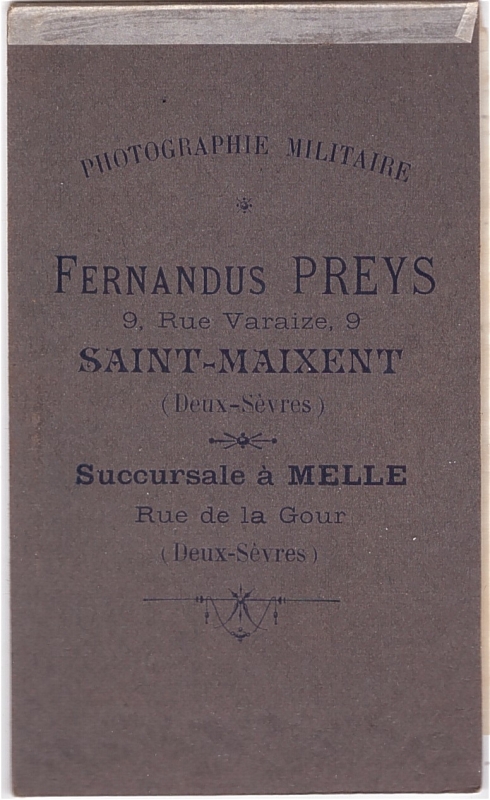 PHOTOGRAPHIE MILITAIRE
FERNANDUS PREYS
9, Rue Varaize, 9
SAINT-MAIXENT
(Deux-Sèvres)
Succursale à MELLE
Rue de la Gour
(Deux-Sèvres)